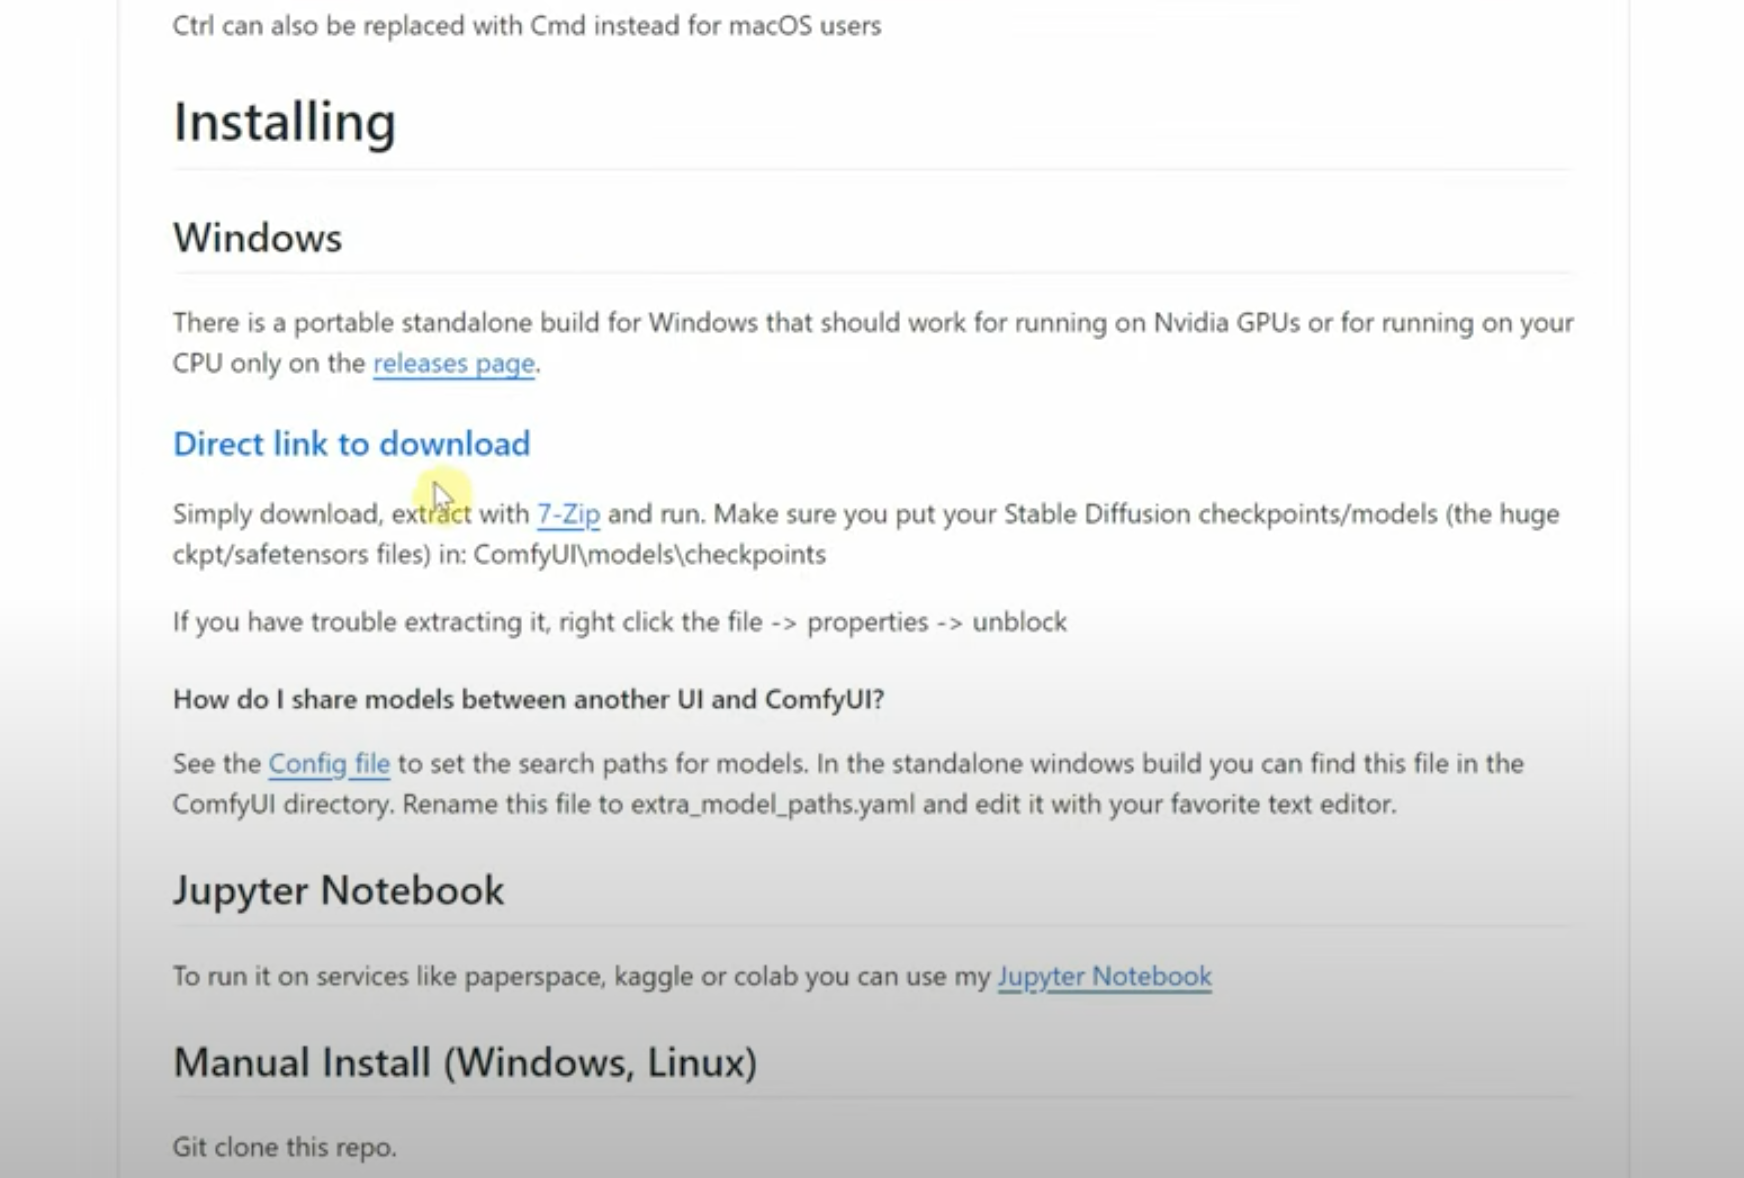 Ctrl can also be replaced with Cmd instead for macOS users
Installing
Windows
There is a portable standalone build for Windows that should work for running on Nvidia GPUs or for running on your
CPU only on the releases page.
Direct link to download
Simply download, extract with 7-Zip and run. Make sure you put your Stable Diffusion checkpoints/models (the huge
ckpt/safetensors files) in: ComfyUI\models\checkpoints
If you have trouble extracting it, right click the file -> properties -> unblock
How do I share models between another UI and ComfyUI?
See the Config file to set the search paths for models. In the standalone windows build you can find this file in the
ComfyUI directory. Rename this file to extra_model_paths.yaml and edit it with your favorite text editor.
Jupyter Notebook
To run it on services like paperspace, kaggle or colab you can use my Jupyter Notebook
Manual Install (Windows, Linux)
Git clone this repo.